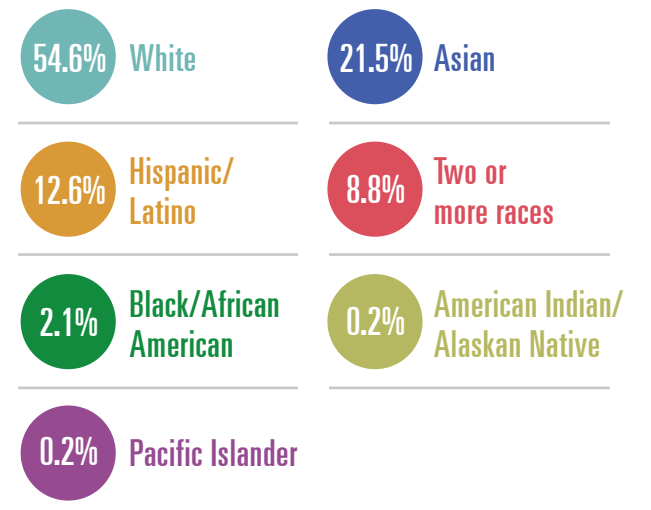 54.6% White
21.5% Asian
12.6% Hispanic/
Latino
8.8% Two or
more races
2.1% Black/African
American
0.2% American Indian/
Alaskan Native
0.2% Pacific Islander